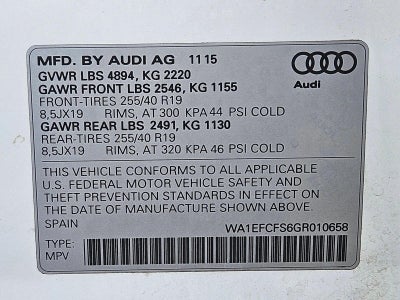 MFD. BY AUDI AG 11 15
GVWR LBS 4894, KG 2220
GAWR FRONT LBS 2546, KG 1155
FRONT-TIRES 255/40 R19
8,5JX19 RIMS, AT 300 KPA 44 PSI COLD
GAWR REAR LBS 2491, KG 1130
REAR-TIRES 255/40 R19
8,5JX19 RIMS, AT 320 KPA 46 PSI COLD
Audi
THIS VEHICLE CONFORMS TO ALL APPLICABLE
U.S. FEDERAL MOTOR VEHICLE SAFETY AND
THEFT PREVENTION STANDARDS IN EFFECT ON
THE DATE OF MANUFACTURE SHOWN ABOVE.
SPAIN WA1EFCFS6GR010658
TYPE:
MPV